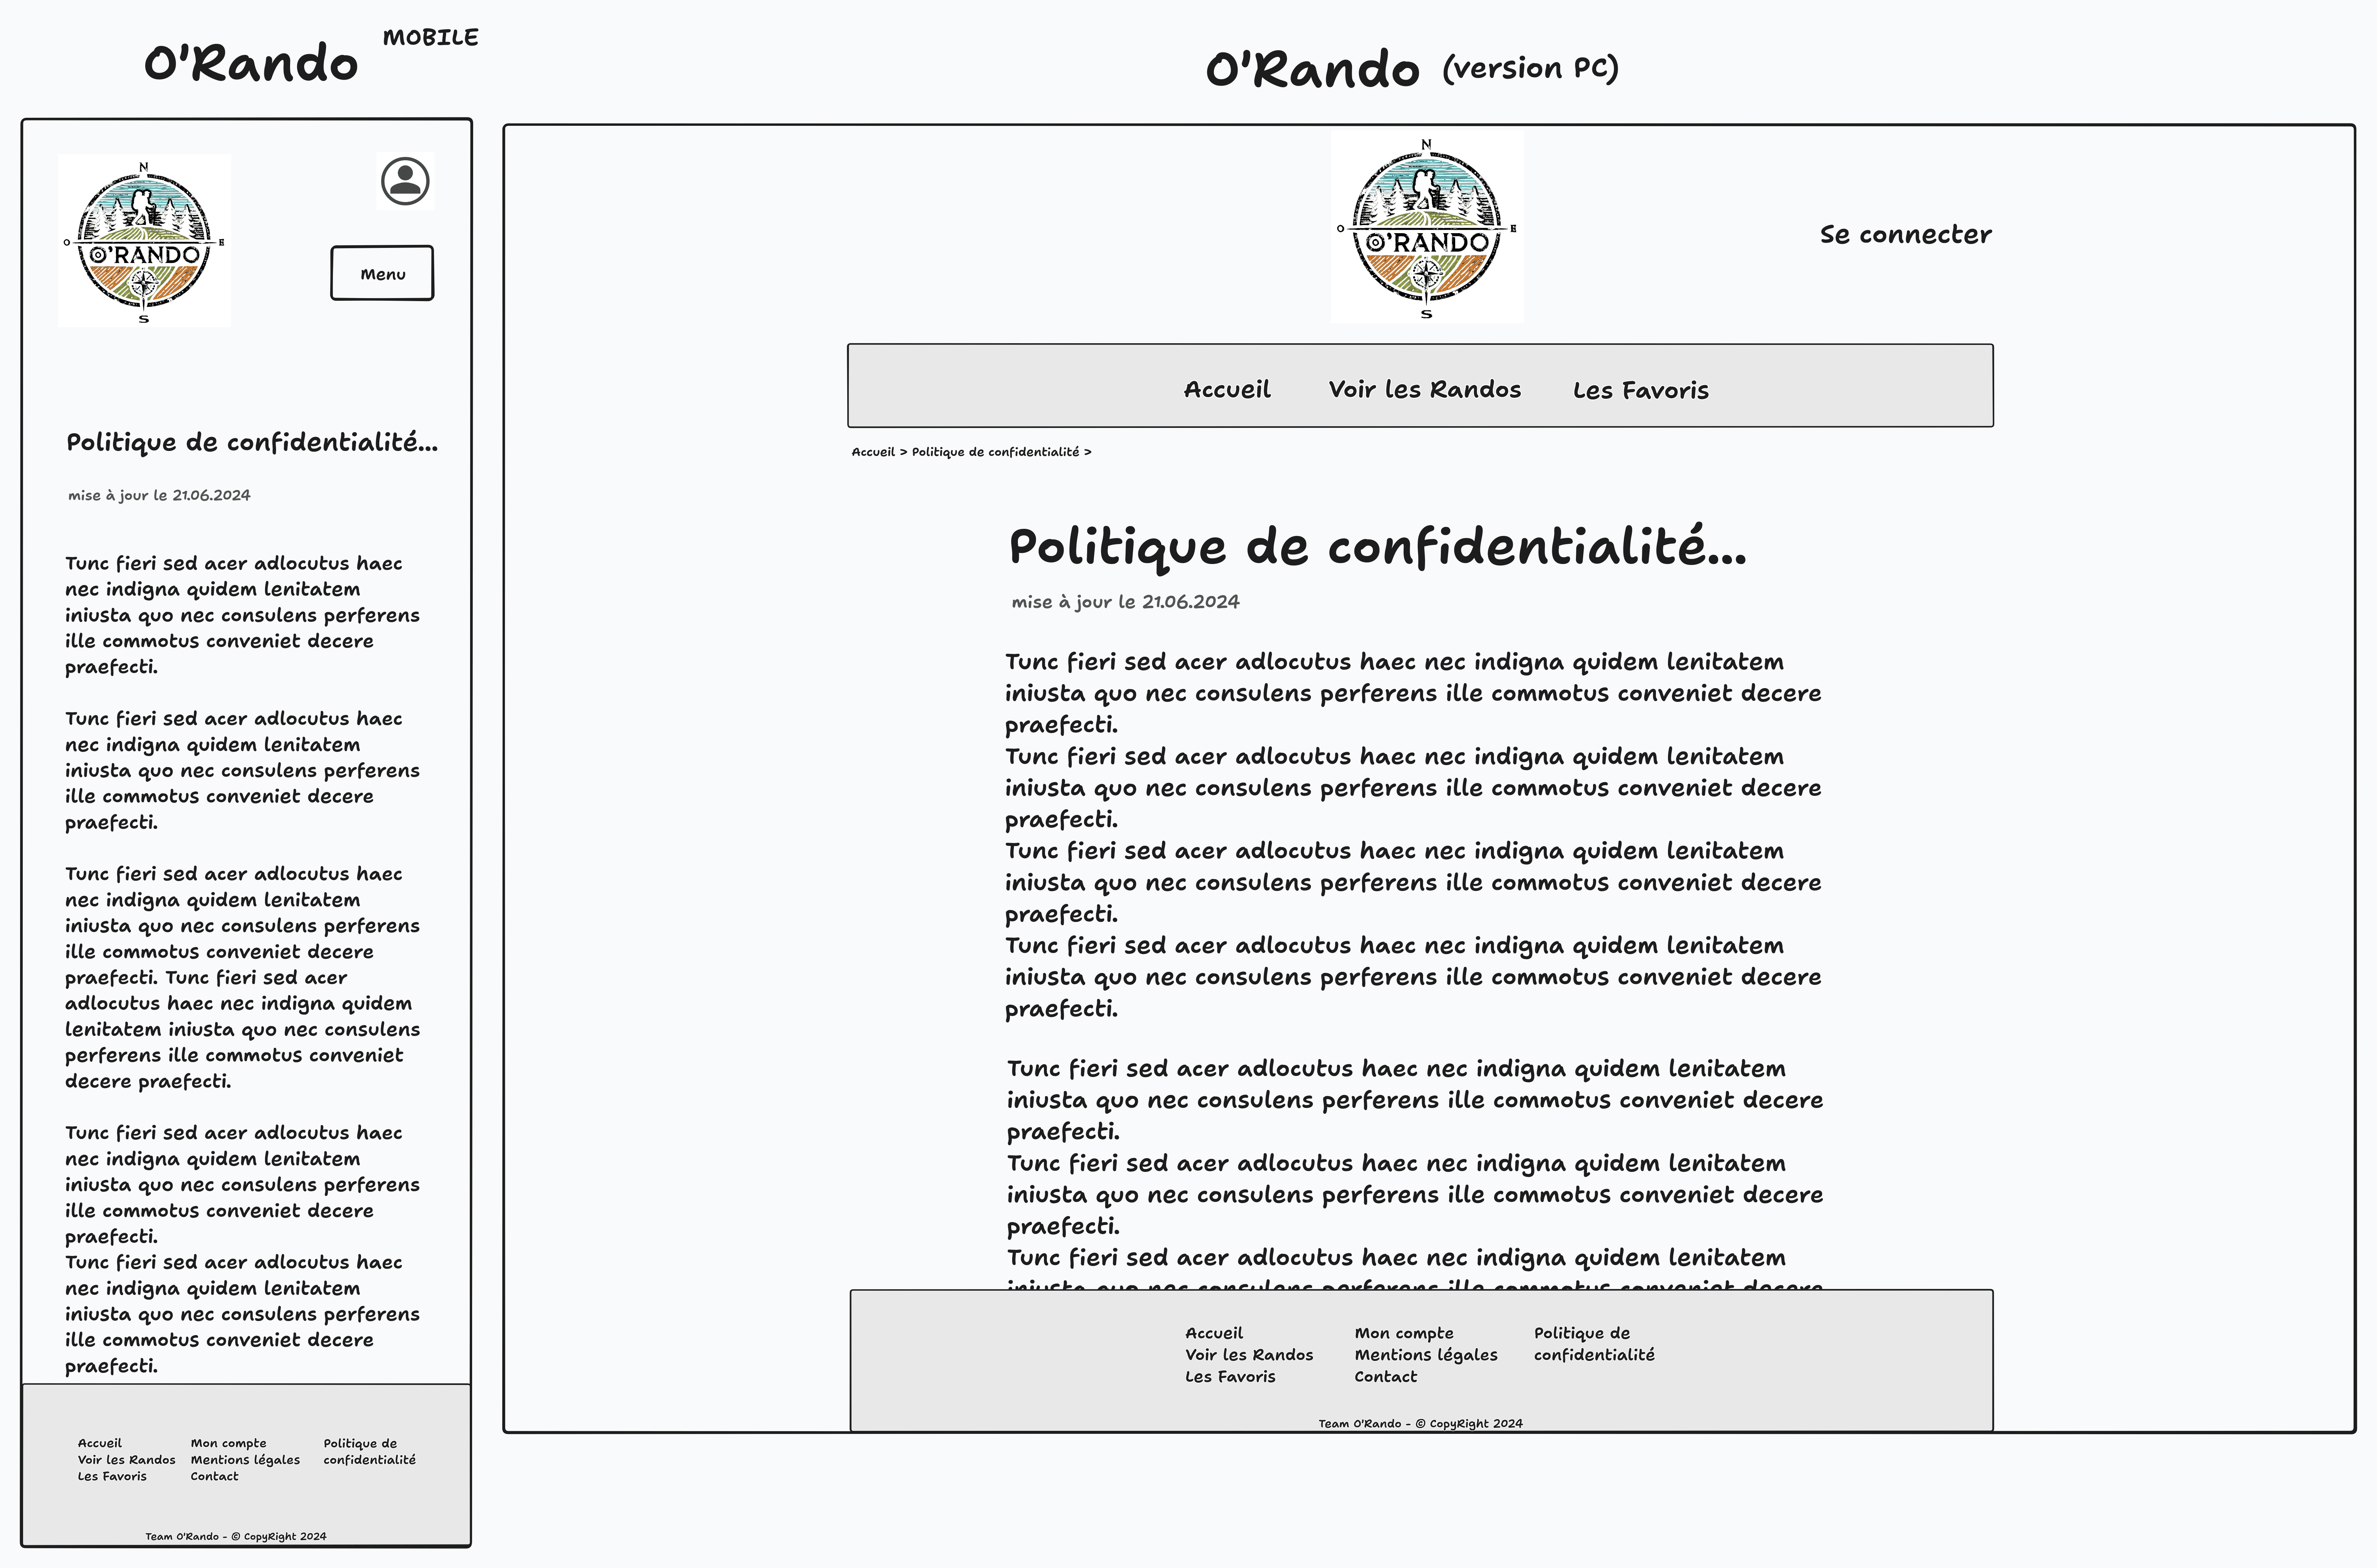 O'Rando
MOBILE
N
O
E
O'RANDO
S
Menu
Politique de confidentialité...
mise à jour le 21.06.2024
Tunc fieri sed acer adlocutus haec
nec indigna quidem lenitatem
iniusta quo nec consulens perferens
ille commotus conveniet decere
praefecti.
Tunc fieri sed acer adlocutus haec
nec indigna quidem lenitatem
iniusta quo nec consulens perferens
ille commotus conveniet decere
praefecti.
Tunc fieri sed acer adlocutus haec
nec indigna quidem lenitatem
iniusta quo nec consulens perferens
ille commotus conveniet decere
praefecti. Tunc fieri sed acer
adlocutus haec nec indigna quidem
lenitatem iniusta quo nec consulens
perferens ille commotus conveniet
decere praefecti.
Tunc fieri sed acer adlocutus haec
nec indigna quidem lenitatem
iniusta quo nec consulens perferens
ille commotus conveniet decere
praefecti.
Tunc fieri sed acer adlocutus haec
nec indigna quidem lenitatem
iniusta quo nec consulens perferens
ille commotus conveniet decere
praefecti.
Accueil
Voir les Randos
Les Favoris
Mon compte
Mentions légales
Contact
Politique de
confidentialité
Team O'Rando - © CopyRight 2024
O'Rando (version PC)
N
O
E
O'RANDO
S
Se connecter
Accueil
Voir les Randos
Les Favoris
Accueil > Politique de confidentialité >
Politique de confidentialité...
mise à jour le 21.06.2024
Tunc fieri sed acer adlocutus haec nec indigna quidem lenitatem
iniusta quo nec consulens perferens ille commotus conveniet decere
praefecti.
Tunc fieri sed acer adlocutus haec nec indigna quidem lenitatem
iniusta quo nec consulens perferens ille commotus conveniet decere
praefecti.
Tunc fieri sed acer adlocutus haec nec indigna quidem lenitatem
iniusta quo nec consulens perferens ille commotus conveniet decere
praefecti.
Tunc fieri sed acer adlocutus haec nec indigna quidem lenitatem
iniusta quo nec consulens perferens ille commotus conveniet decere
praefecti.
Tunc fieri sed acer adlocutus haec nec indigna quidem lenitatem
iniusta quo nec consulens perferens ille commotus conveniet decere
praefecti.
Tunc fieri sed acer adlocutus haec nec indigna quidem lenitatem
iniusta quo nec consulens perferens ille commotus conveniet decere
praefecti.
Tunc fieri sed acer adlocutus haec nec indigna quidem lenitatem
iniusta quo nec consulens perferens ille commotus conveniet decere
Accueil
Voir les Randos
Les Favoris
Mon compte
Mentions légales
Contact
Politique de
confidentialité
Team O'Rando - © CopyRight 2024